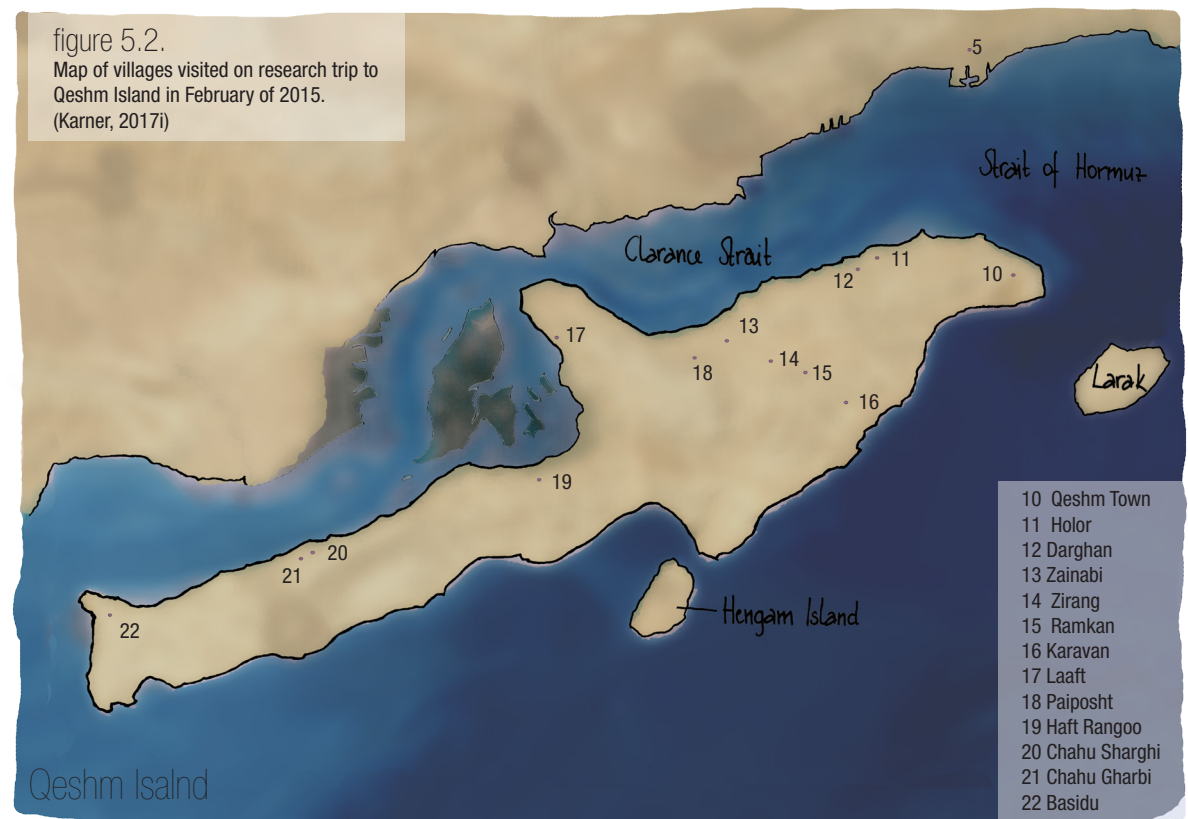 figure 5.2.
Map of villages visited on research trip to
Qeshm Island in February of 2015.
(Karner, 2017i)
5
Strait of Hormuz
Clarance Strait
11
10
12
17
13
18
14
15
16
Larak
19
20
21
22
Hengam Island
10 Qeshm Town
11 Holor
12 Darghan
13 Zainabi
14 Zirang
15 Ramkan
16 Karavan
17 Laaft
18 Paiposht
19 Haft Rangoo
20 Chahu Sharghi
21 Chahu Gharbi
22 Basidu
Qeshm Isalnd